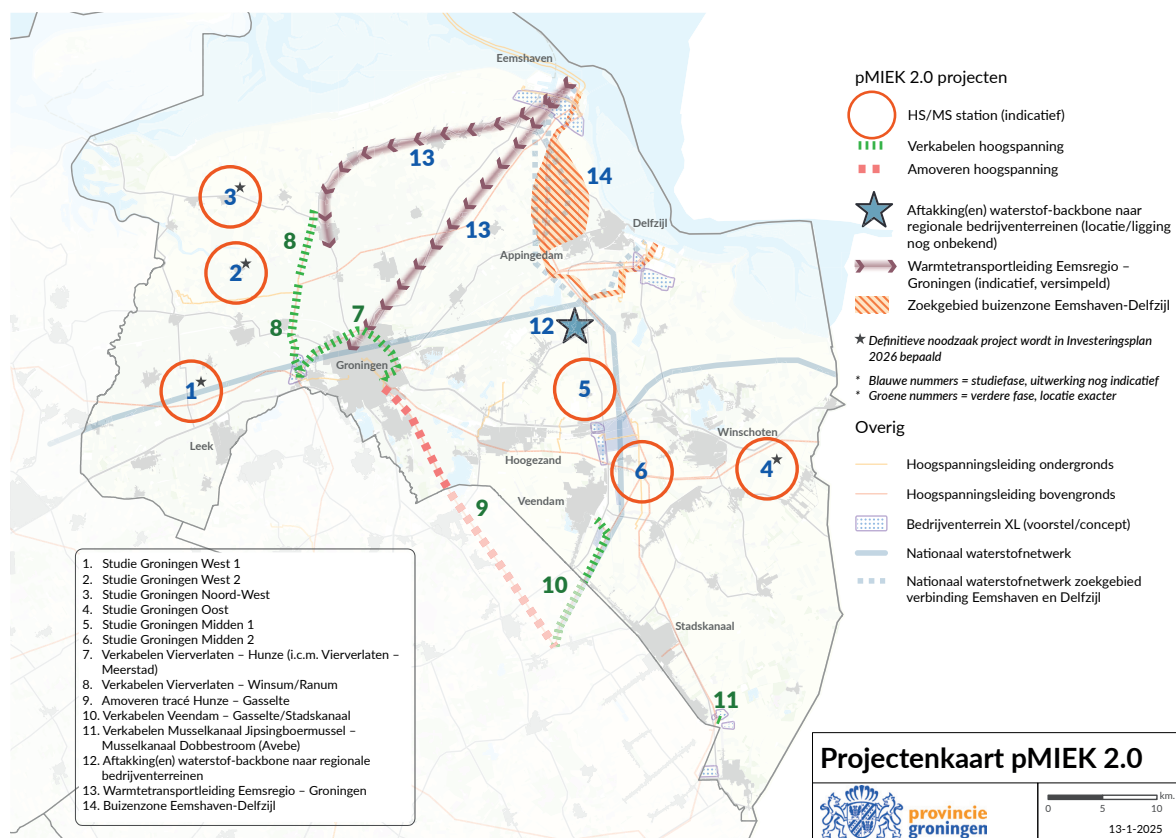 Eemshaven
13
14
3★
8
13
Delfzijl
Appingedam
2★
8
7
12
Groningen
1★
5
Leek
Hoogezand
Winschoten
4★
6
Veendam
9
10
Stadskanaal
11
pMIEK 2.0 projecten
HS/MS station (indicatief)
Verkabelen hoogspanning
Amoveren hoogspanning
Aftakking(en) waterstof-backbone naar
regionale bedrijventerreinen (locatie/ligging
nog onbekend)
Warmtetransportleiding Eemsregio –
Groningen (indicatief, versimpeld)
Zoekgebied buizenzone Eemshaven-Delfzijl
★ Definitieve noodzaak project wordt in Investeringsplan
2026 bepaald
* Blauwe nummers = studiefase, uitwerking nog indicatief
* Groene nummers = verdere fase, locatie exacter
Overig
Hoogspanningsleiding ondergronds
Hoogspanningsleiding bovengronds
Bedrijventerrein XL (voorstel/concept)
Nationaal waterstofnetwerk
Nationaal waterstofnetwerk zoekgebied
verbinding Eemshaven en Delfzijl
1. Studie Groningen West 1
2. Studie Groningen West 2
3. Studie Groningen Noord-West
4. Studie Groningen Oost
5. Studie Groningen Midden 1
6. Studie Groningen Midden 2
7. Verkabelen Vierverlaten – Hunze (i.c.m. Vierverlaten –
Meerstad)
8. Verkabelen Vierverlaten – Winsum/Ranum
9. Amoveren tracé Hunze – Gasselte
10. Verkabelen Veendam – Gasselte/Stadskanaal
11. Verkabelen Musselkanaal Jipsingboermussel –
Musselkanaal Dobbestroom (Avebe)
12. Aftakking(en) waterstof-backbone naar regionale
bedrijventerreinen
13. Warmtetransportleiding Eemsregio – Groningen
14. Buizenzone Eemshaven-Delfzijl
Projectenkaart pMIEK 2.0
provincie
groningen
km.
0 5 10
13-1-2025